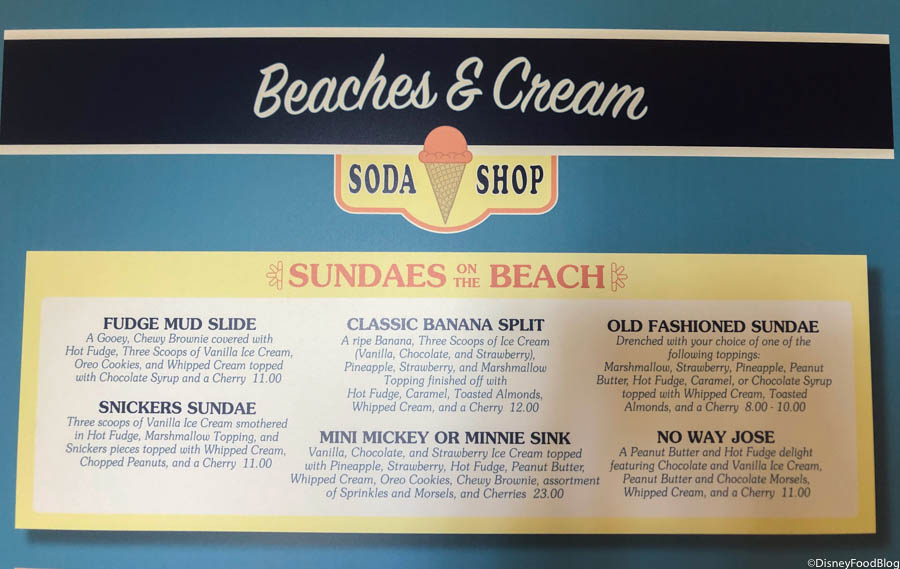 Beaches & Cream
SODA SHOP
SUNDAES ON THE BEACH
FUDGE MUD SLIDE
A Gooey, Chewy Brownie covered with
Hot Fudge, Three Scoops of Vanilla Ice Cream,
Oreo Cookies, and Whipped Cream topped
with Chocolate Syrup and a Cherry 11.00
SNICKERS SUNDAE
Three scoops of Vanilla Ice Cream smothered
in Hot Fudge, Marshmallow Topping, and
Snickers pieces topped with Whipped Cream,
Chopped Peanuts, and a Cherry 11.00
CLASSIC BANANA SPLIT
A ripe Banana, Three Scoops of Ice Cream
(Vanilla, Chocolate, and Strawberry),
Pineapple, Strawberry, and Marshmallow
Topping finished off with
Hot Fudge, Caramel, Toasted Almonds,
Whipped Cream, and a Cherry 12.00
MINI MICKEY OR MINNIE SINK
Vanilla, Chocolate, and Strawberry Ice Cream topped
with Pineapple, Strawberry, Hot Fudge, Peanut Butter,
Whipped Cream, Oreo Cookies, Chewy Brownie, assortment
of Sprinkles and Morsels, and Cherries 23.00
OLD FASHIONED SUNDAE
Drenched with your choice of one of the
following toppings:
Marshmallow, Strawberry, Pineapple, Peanut
Butter, Hot Fudge, Caramel, or Chocolate Syrup
topped with Whipped Cream, Toasted
Almonds, and a Cherry 8.00 - 10.00
NO WAY JOSE
A Peanut Butter and Hot Fudge delight
featuring Chocolate and Vanilla Ice Cream,
Peanut Butter and Chocolate Morsels,
Whipped Cream, and a Cherry 11.00
©DisneyFoodBlog